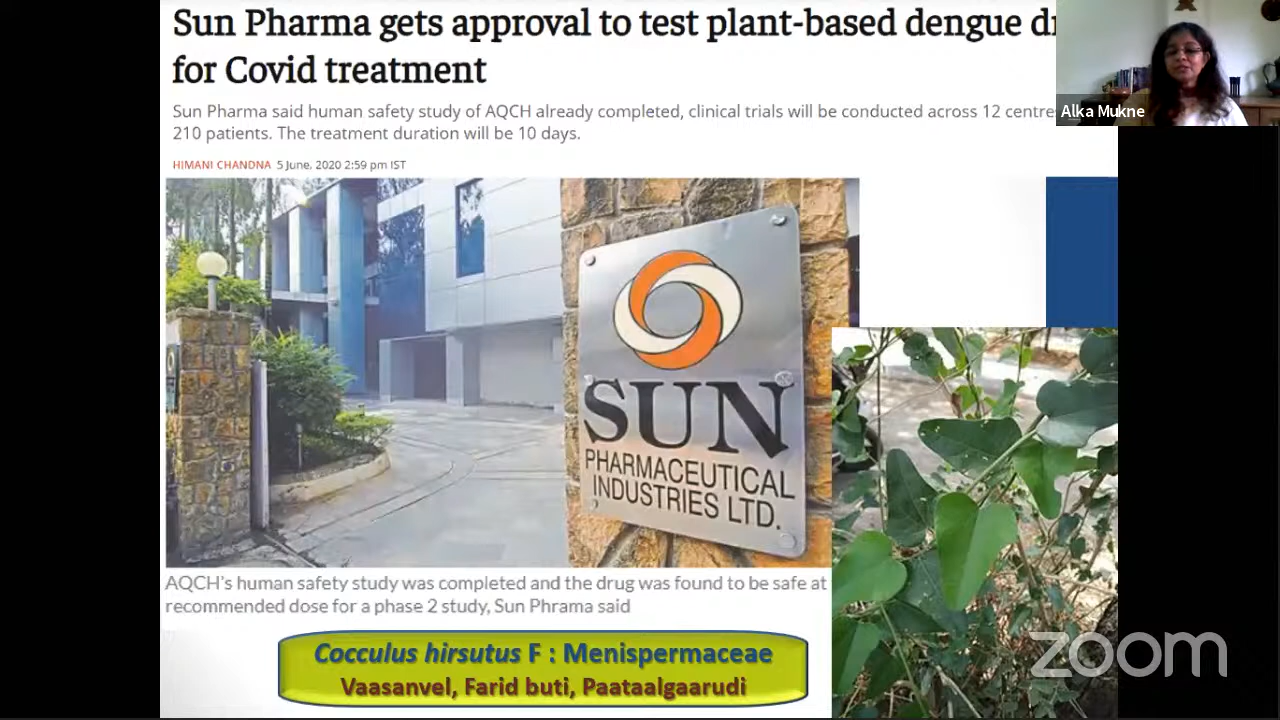 Sun Pharma gets approval to test plant-based dengue
for Covid treatment
Sun Pharma said human safety study of AQCH already completed, clinical trials will be conducted across 12
210 patients. The treatment duration will be 10 days.
HIMANI CHANDNA 5 June, 2020 2:59 pm IST
Alka Mukne
SUN
PHARMACEUTICAL
INDUSTRIES LTD.
AQCH's human safety study was completed and the drug was found to be safe at
recommended dose for a phase 2 study, Sun Phrama said
Cocculus hirsutus F : Menispermaceae
Vaasanvel, Farid buti, Paataalgaarudi
zoom